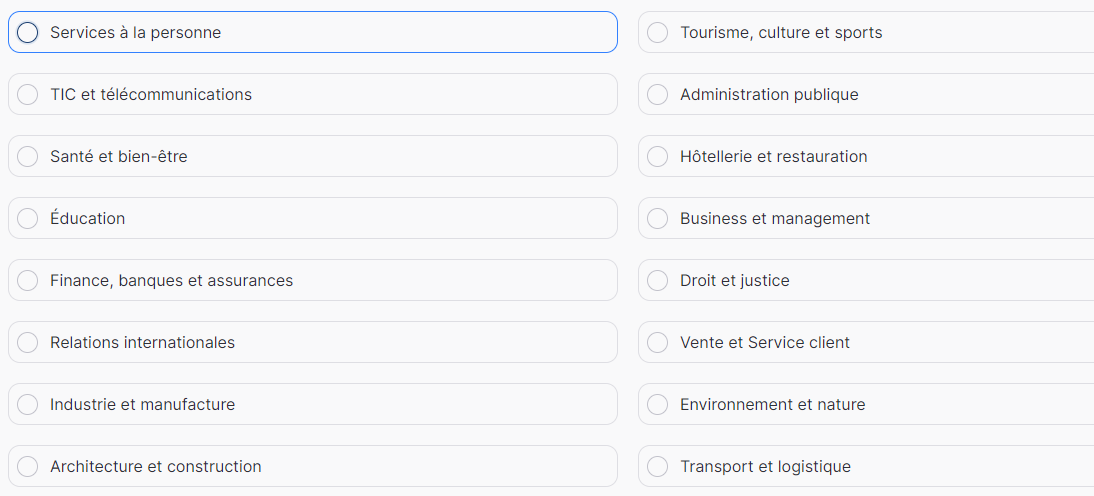 Services à la personne
Tourisme, culture et sports
TIC et télécommunications
Administration publique
Santé et bien-être
Hôtellerie et restauration
Éducation
Business et management
Finance, banques et assurances
Droit et justice
Relations internationales
Vente et Service client
Industrie et manufacture
Environnement et nature
Architecture et construction
Transport et logistique